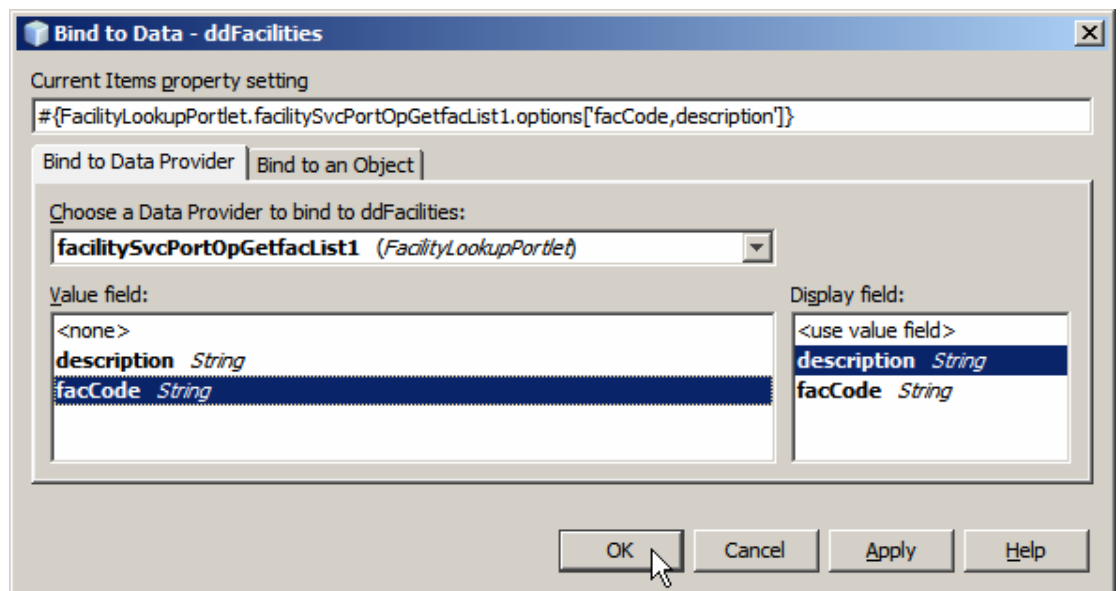 Bind to Data - ddFacilities
Current Items property setting
#{FacilityLookupPortlet.facilitySvcPortOpGetfacList1.options['facCode,description']}
Bind to Data Provider Bind to an Object
Choose a Data Provider to bind to ddFacilities:
facilitySvcPortOpGetfacList1 (FacilityLookupPortlet)
Value field:
<none>
description String
facCode String
Display field:
<use value field>
description String
facCode String
OK Cancel Apply Help